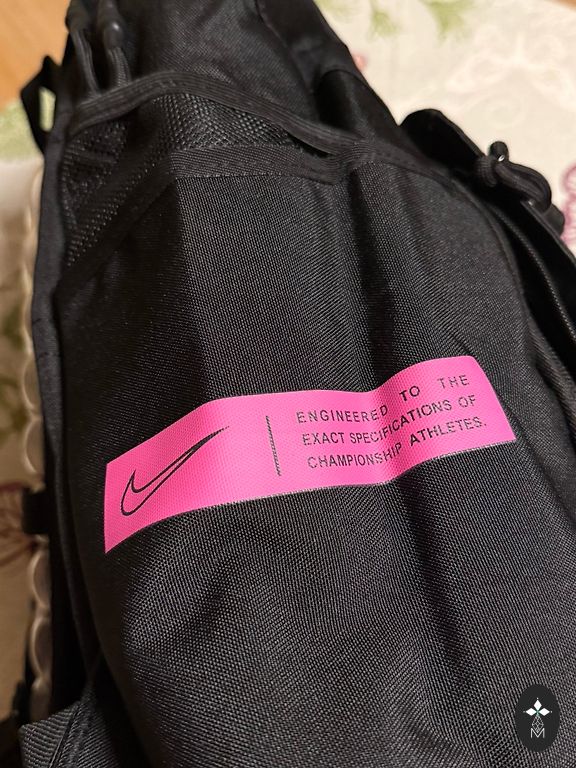 ENGINEERED TO THE
EXACT SPECIFICATIONS OF
CHAMPIONSHIP ATHLETES.
M